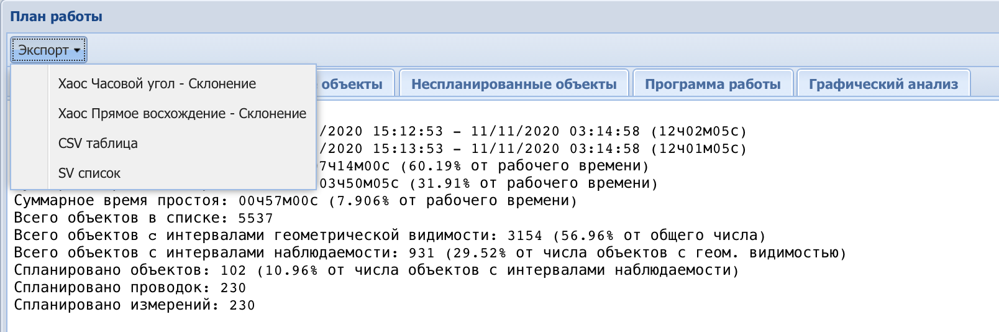 План работы
Экспорт
Хаос Часовой угол - Склонение
Хаос Прямое восхождение - Склонение
CSV таблица
SV список
объекты
Неспланированные объекты
Программа работы
Графический анализ
/2020 15:12:53 – 11/11/2020 03:14:58 (12ч02м05с)
/2020 15:13:53 – 11/11/2020 03:14:58 (12ч01м05с)
7ч14м00с (60.19% от рабочего времени)
03ч50м05с (31.91% от рабочего времени)
Суммарное время простоя: 00ч57м00с (7.906% от рабочего времени)
Всего объектов в списке: 5537
Всего объектов с интервалами геометрической видимости: 3154 (56.96% от общего числа)
Всего объектов с интервалами наблюдаемости: 931 (29.52% от числа объектов с геом. видимостью)
Спланировано объектов: 102 (10.96% от числа объектов с интервалами наблюдаемости)
Спланировано проводок: 230
Спланировано измерений: 230